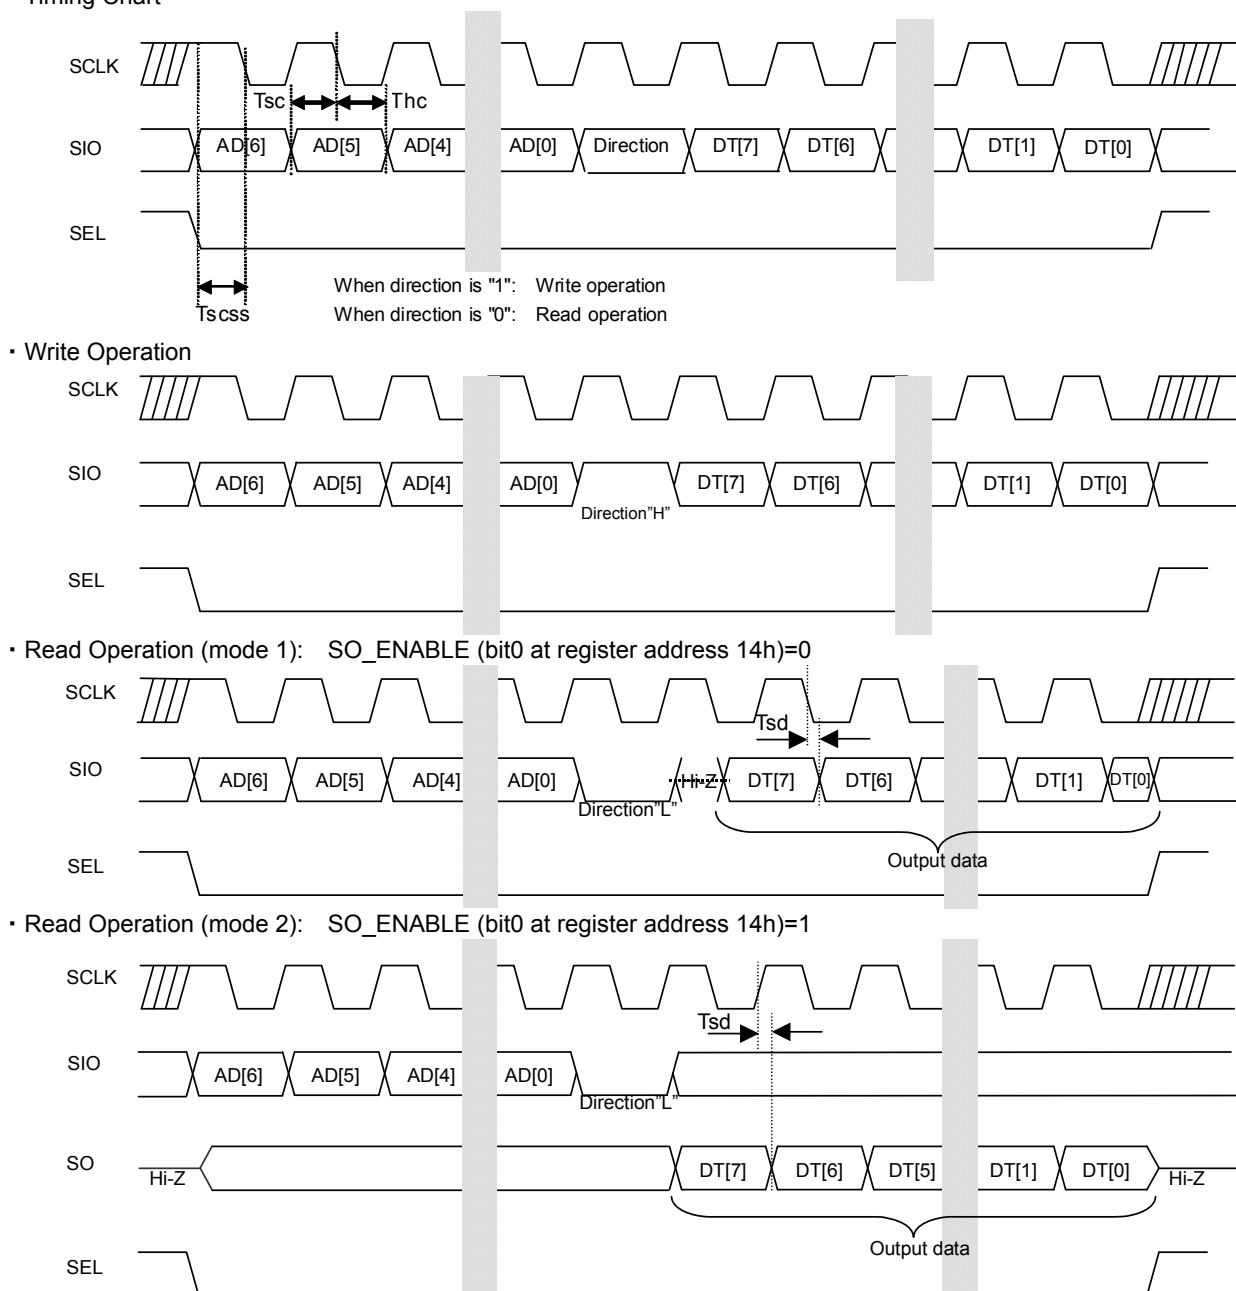 Timing Chart
SCLK
Tsc
Thc
SIO AD[6] AD[5] AD[4] AD[0] Direction DT[7] DT[6] DT[1] DT[0]
SEL
Tscss
When direction is "1": Write operation
When direction is "0": Read operation
・Write Operation
SCLK
SIO AD[6] AD[5] AD[4] AD[0] DT[7] DT[6] DT[1] DT[0]
Direction"H"
SEL
・Read Operation (mode 1): SO_ENABLE (bit0 at register address 14h)=0
SCLK
Tsd
SIO AD[6] AD[5] AD[4] AD[0] Hi-Z DT[7] DT[6] DT[1] DT[0]
Direction"L"
Output data
SEL
・Read Operation (mode 2): SO_ENABLE (bit0 at register address 14h)=1
SCLK
Tsd
SIO AD[6] AD[5] AD[4] AD[0]
Direction"L"
SO Hi-Z DT[7] DT[6] DT[5] DT[1] DT[0] Hi-Z
Output data
SEL